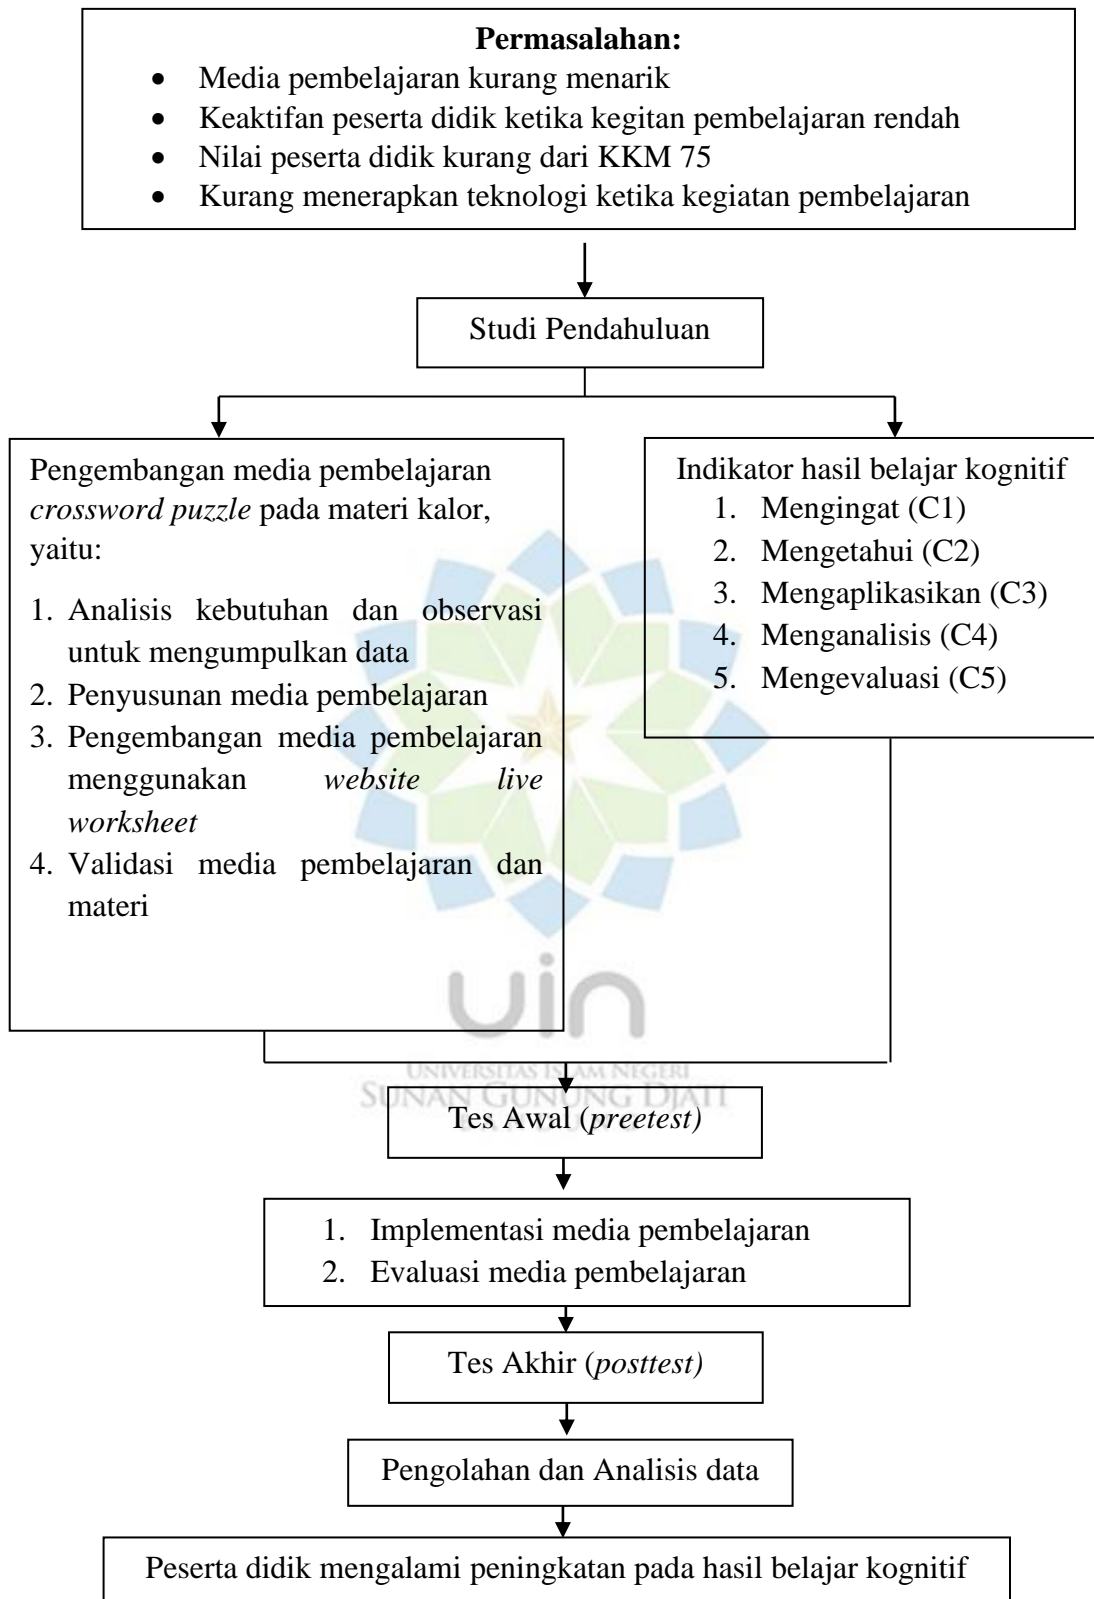 Permasalahan:
• Media pembelajaran kurang menarik
• Keaktifan peserta didik ketika kegitan pembelajaran rendah
• Nilai peserta didik kurang dari KKM 75
• Kurang menerapkan teknologi ketika kegiatan pembelajaran
Studi Pendahuluan
Pengembangan media pembelajaran
crossword puzzle pada materi kalor,
yaitu:
1. Analisis kebutuhan dan observasi
untuk mengumpulkan data
2. Penyusunan media pembelajaran
3. Pengembangan media pembelajaran
menggunakan website live
worksheet
4. Validasi media pembelajaran dan
materi
Indikator hasil belajar kognitif
1. Mengingat (C1)
2. Mengetahui (C2)
3. Mengaplikasikan (C3)
4. Menganalisis (C4)
5. Mengevaluasi (C5)
uin
UNIVERSITAS ISLAM NEGERI
SUNAN GUNUNG DJATI
Tes Awal (preetest)
1. Implementasi media pembelajaran
2. Evaluasi media pembelajaran
Tes Akhir (posttest)
Pengolahan dan Analisis data
Peserta didik mengalami peningkatan pada hasil belajar kognitif